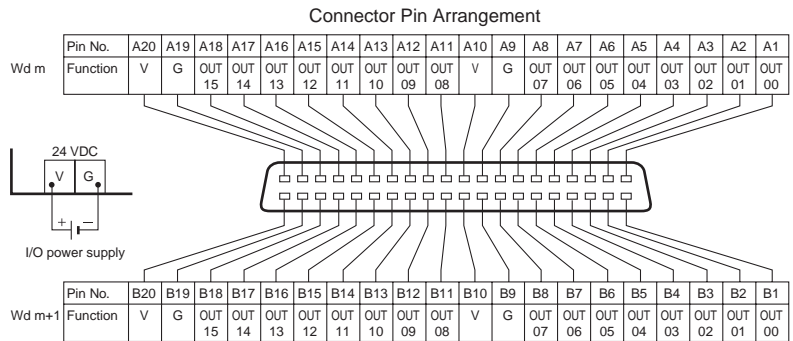 Connector Pin Arrangement
Pin No. A20 A19 A18 A17 A16 A15 A14 A13 A12 A11 A10 A9 A8 A7 A6 A5 A4 A3 A2 A1
Wd m Function V G OUT 15 OUT 14 OUT 13 OUT 12 OUT 11 OUT 10 OUT 09 OUT 08 V G OUT 07 OUT 06 OUT 05 OUT 04 OUT 03 OUT 02 OUT 01 OUT 00
24 VDC
V G
+ −
I/O power supply
Pin No. B20 B19 B18 B17 B16 B15 B14 B13 B12 B11 B10 B9 B8 B7 B6 B5 B4 B3 B2 B1
Wd m+1 Function V G OUT 15 OUT 14 OUT 13 OUT 12 OUT 11 OUT 10 OUT 09 OUT 08 V G OUT 07 OUT 06 OUT 05 OUT 04 OUT 03 OUT 02 OUT 01 OUT 00